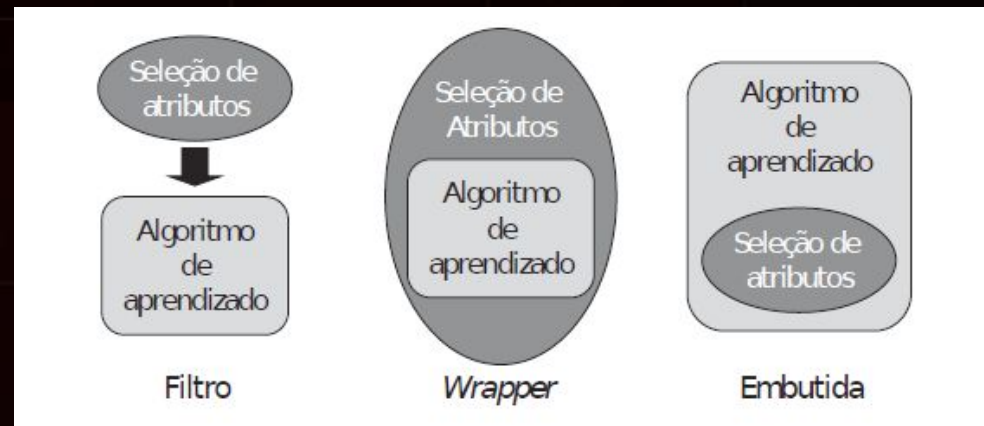 Seleção de
atributos
Algoritmo
de
aprendizado
Filtro
Seleção de
Atributos
Algoritmo
de
aprendizado
Wrapper
Algoritmo
de
aprendizado
Seleção de
atributos
Embutida